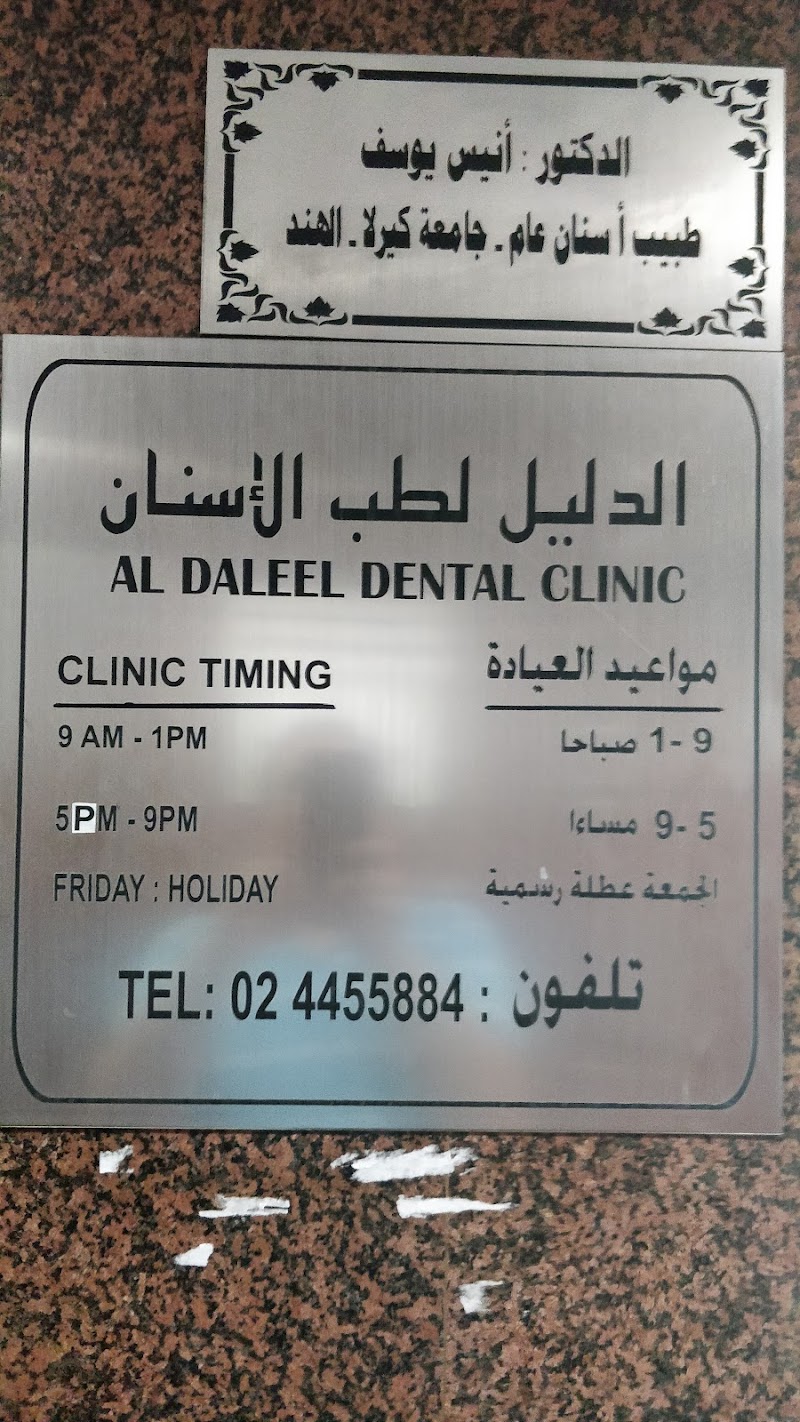 الدكتور : أنيس يوسف
طبيب أسنان عام . جامعة كيرلا . الهند
الدليل لطب الإسنان
AL DALEEL DENTAL CLINIC
CLINIC TIMING مواعيد العيادة
9 AM - 1PM 9 - 1 صباحا
5PM - 9PM 5 - 9 مساءا
FRIDAY : HOLIDAY الجمعة عطلة رسمية
TEL: 02 4455884 : تلفون